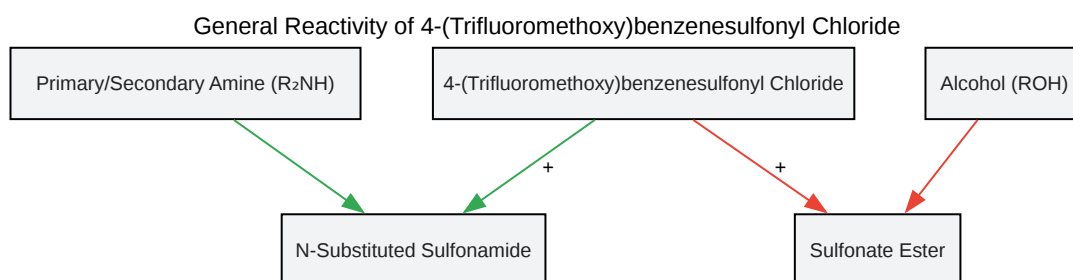 General Reactivity of 4-(Trifluoromethoxy)benzenesulfonyl Chloride
Primary/Secondary Amine (R₂NH)
4-(Trifluoromethoxy)benzenesulfonyl Chloride
Alcohol (ROH)
+
+
N-Substituted Sulfonamide
Sulfonate Ester